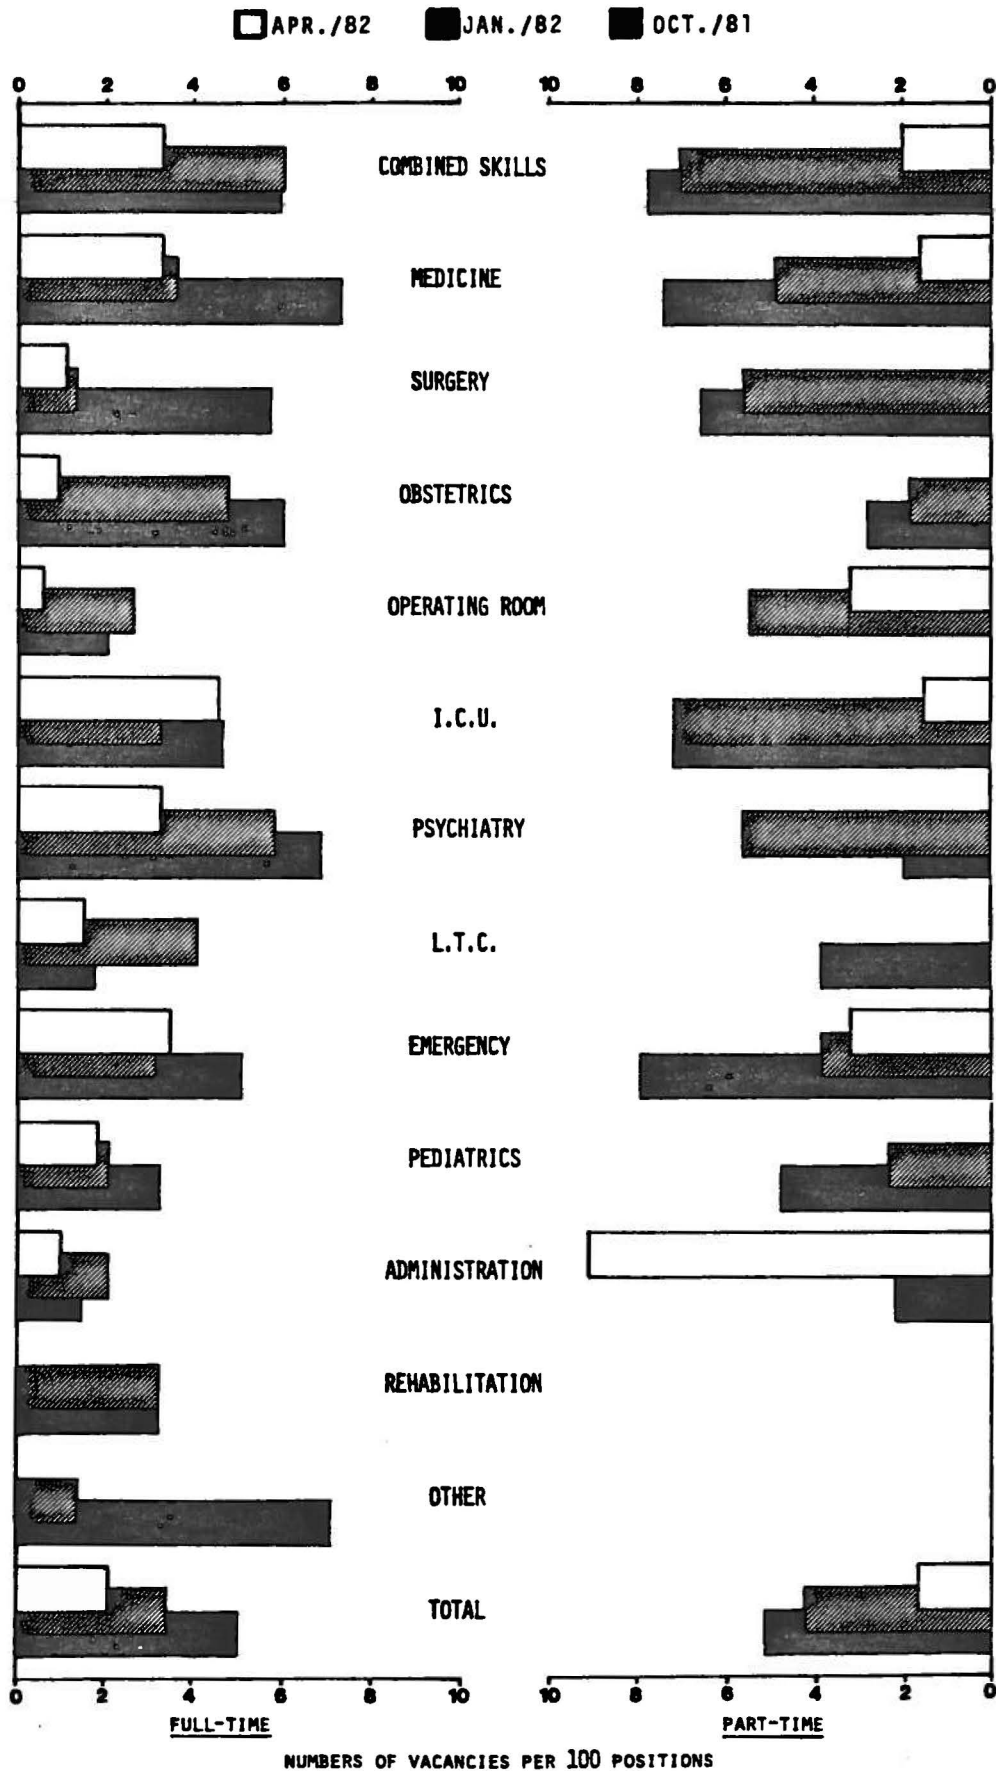 APR./82 JAN./82 OCT./81
0 2 4 6 8 10 10 8 6 4 2 0
COMBINED SKILLS
MEDICINE
SURGERY
OBSTETRICS
OPERATING ROOM
I.C.U.
PSYCHIATRY
L.T.C.
EMERGENCY
PEDIATRICS
ADMINISTRATION
REHABILITATION
OTHER
TOTAL
0 2 4 6 8 10 10 8 6 4 2 0
FULL-TIME PART-TIME
NUMBERS OF VACANCIES PER 100 POSITIONS